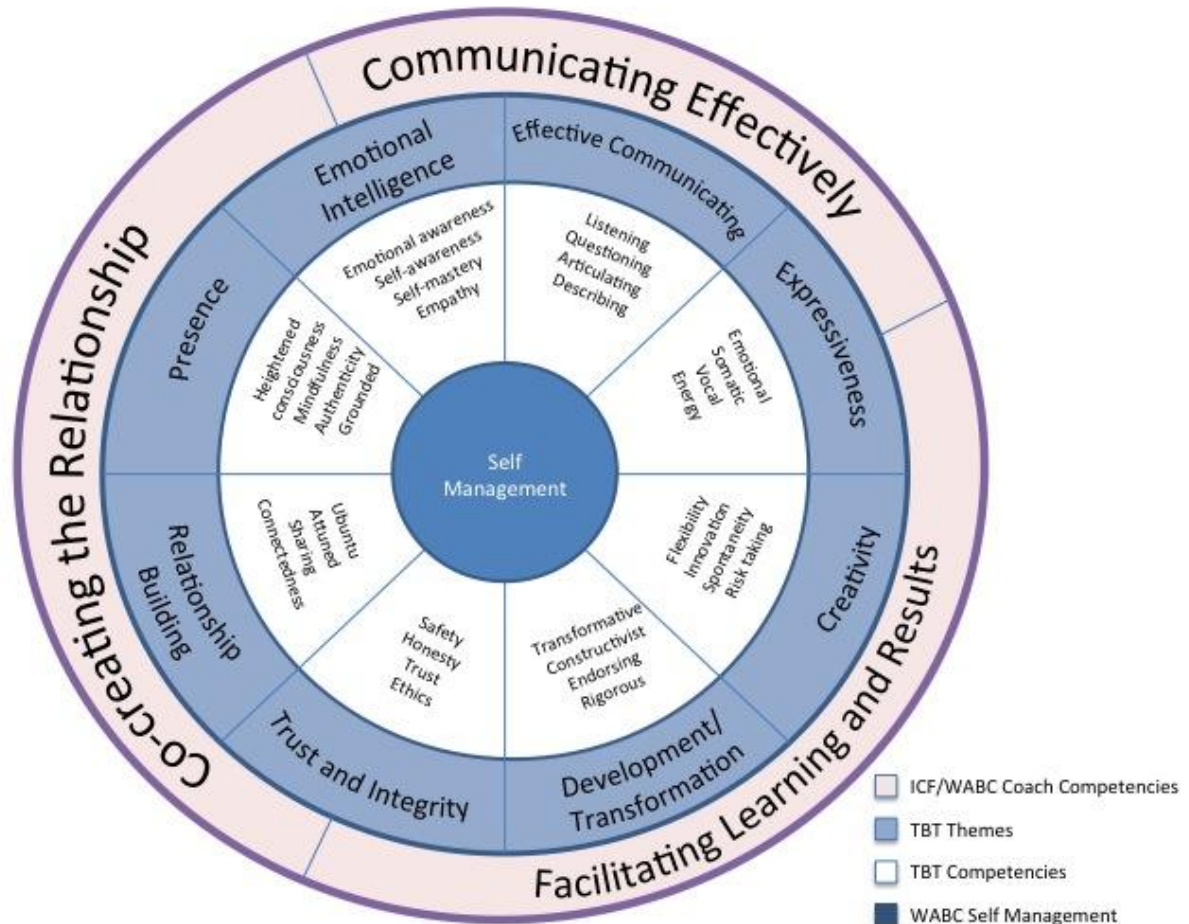 Communicating Effectively
Co-creating the Relationship
Facilitating Learning and Results
Emotional
Intelligence
Effective Communicating
Expressiveness
Creativity
Development/
Transformation
Trust and Integrity
Relationship
Building
Presence
Emotional awareness
Self-awareness
Self-mastery
Empathy
Listening
Questioning
Articulating
Describing
Emotional
Somatic
Vocal
Energy
Flexibility
Innovation
Spontaneity
Risk taking
Transformative
Constructivist
Endorsing
Rigorous
Safety
Honesty
Trust
Ethics
Ubuntu
Attuned
Sharing
Connectedness
Heightened
consciousness
Mindfulness
Authenticity
Grounded
Self
Management
ICF/WABC Coach Competencies
TBT Themes
TBT Competencies
WABC Self Management